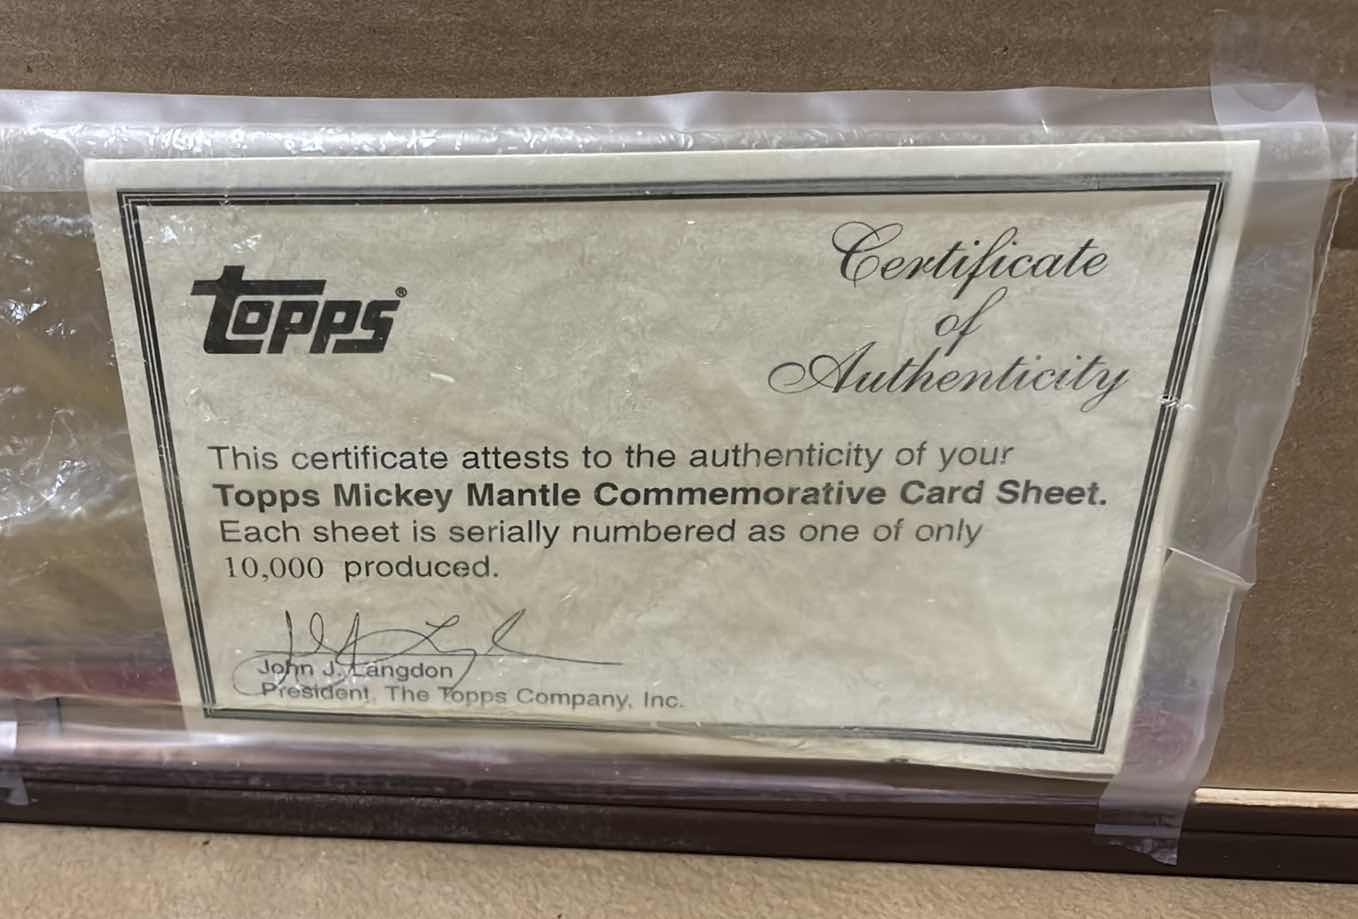 topps®
Certificate
of
Authenticity
This certificate attests to the authenticity of your
Topps Mickey Mantle Commemorative Card Sheet.
Each sheet is serially numbered as one of only
10,000 produced.
John J. Langdon
President, The Topps Company, Inc.